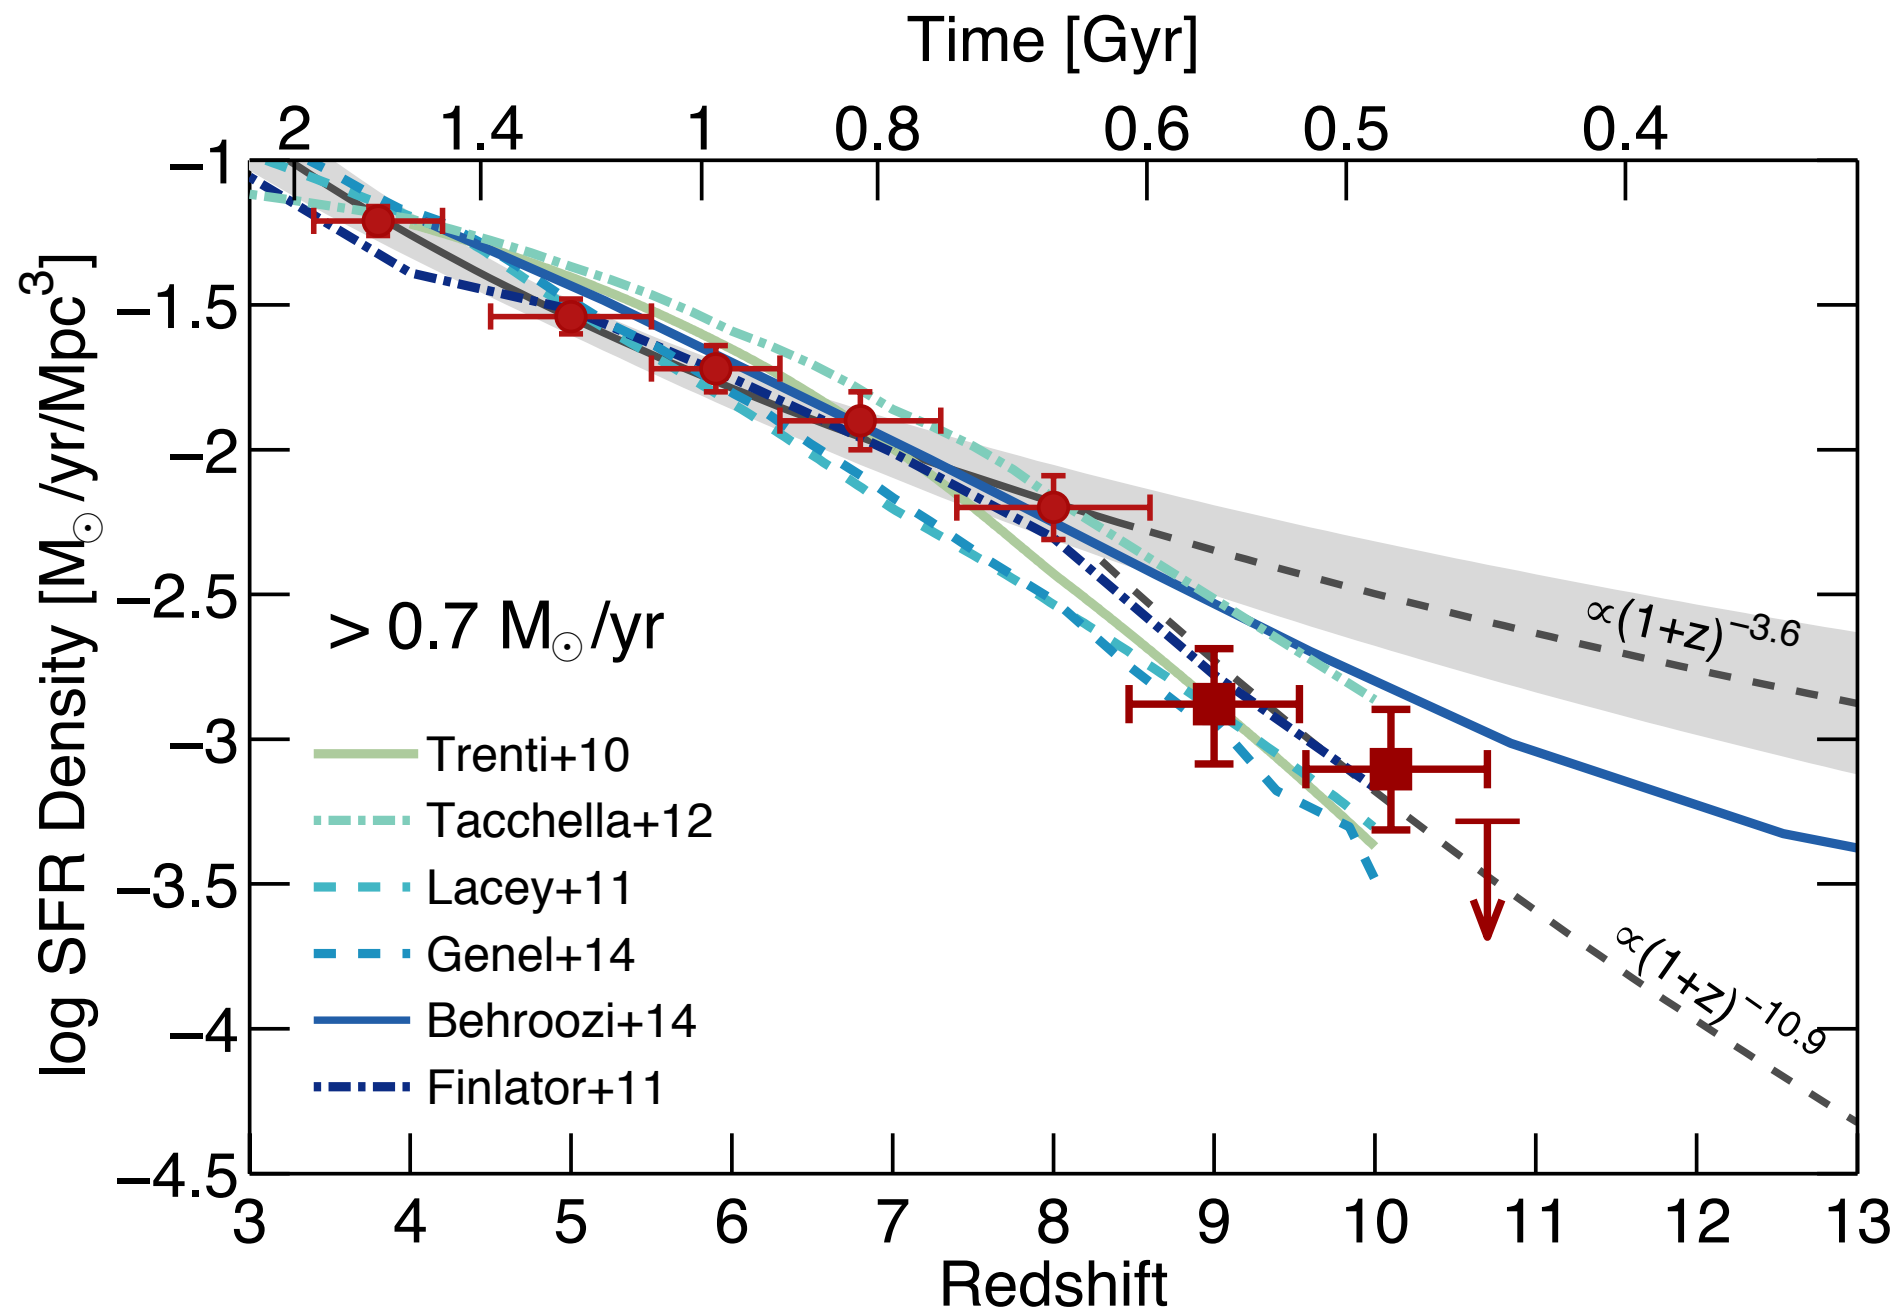 Time [Gyr]
2 1.4 1 0.8 0.6 0.5 0.4
log SFR Density [M☉/yr/Mpc³]
−1
−1.5
−2
−2.5
−3
−3.5
−4
−4.5
> 0.7 M☉/yr
∝(1+z)^−3.6
∝(1+z)^−10.9
Trenti+10
Tacchella+12
Lacey+11
Genel+14
Behroozi+14
Finlator+11
3 4 5 6 7 8 9 10 11 12 13
Redshift